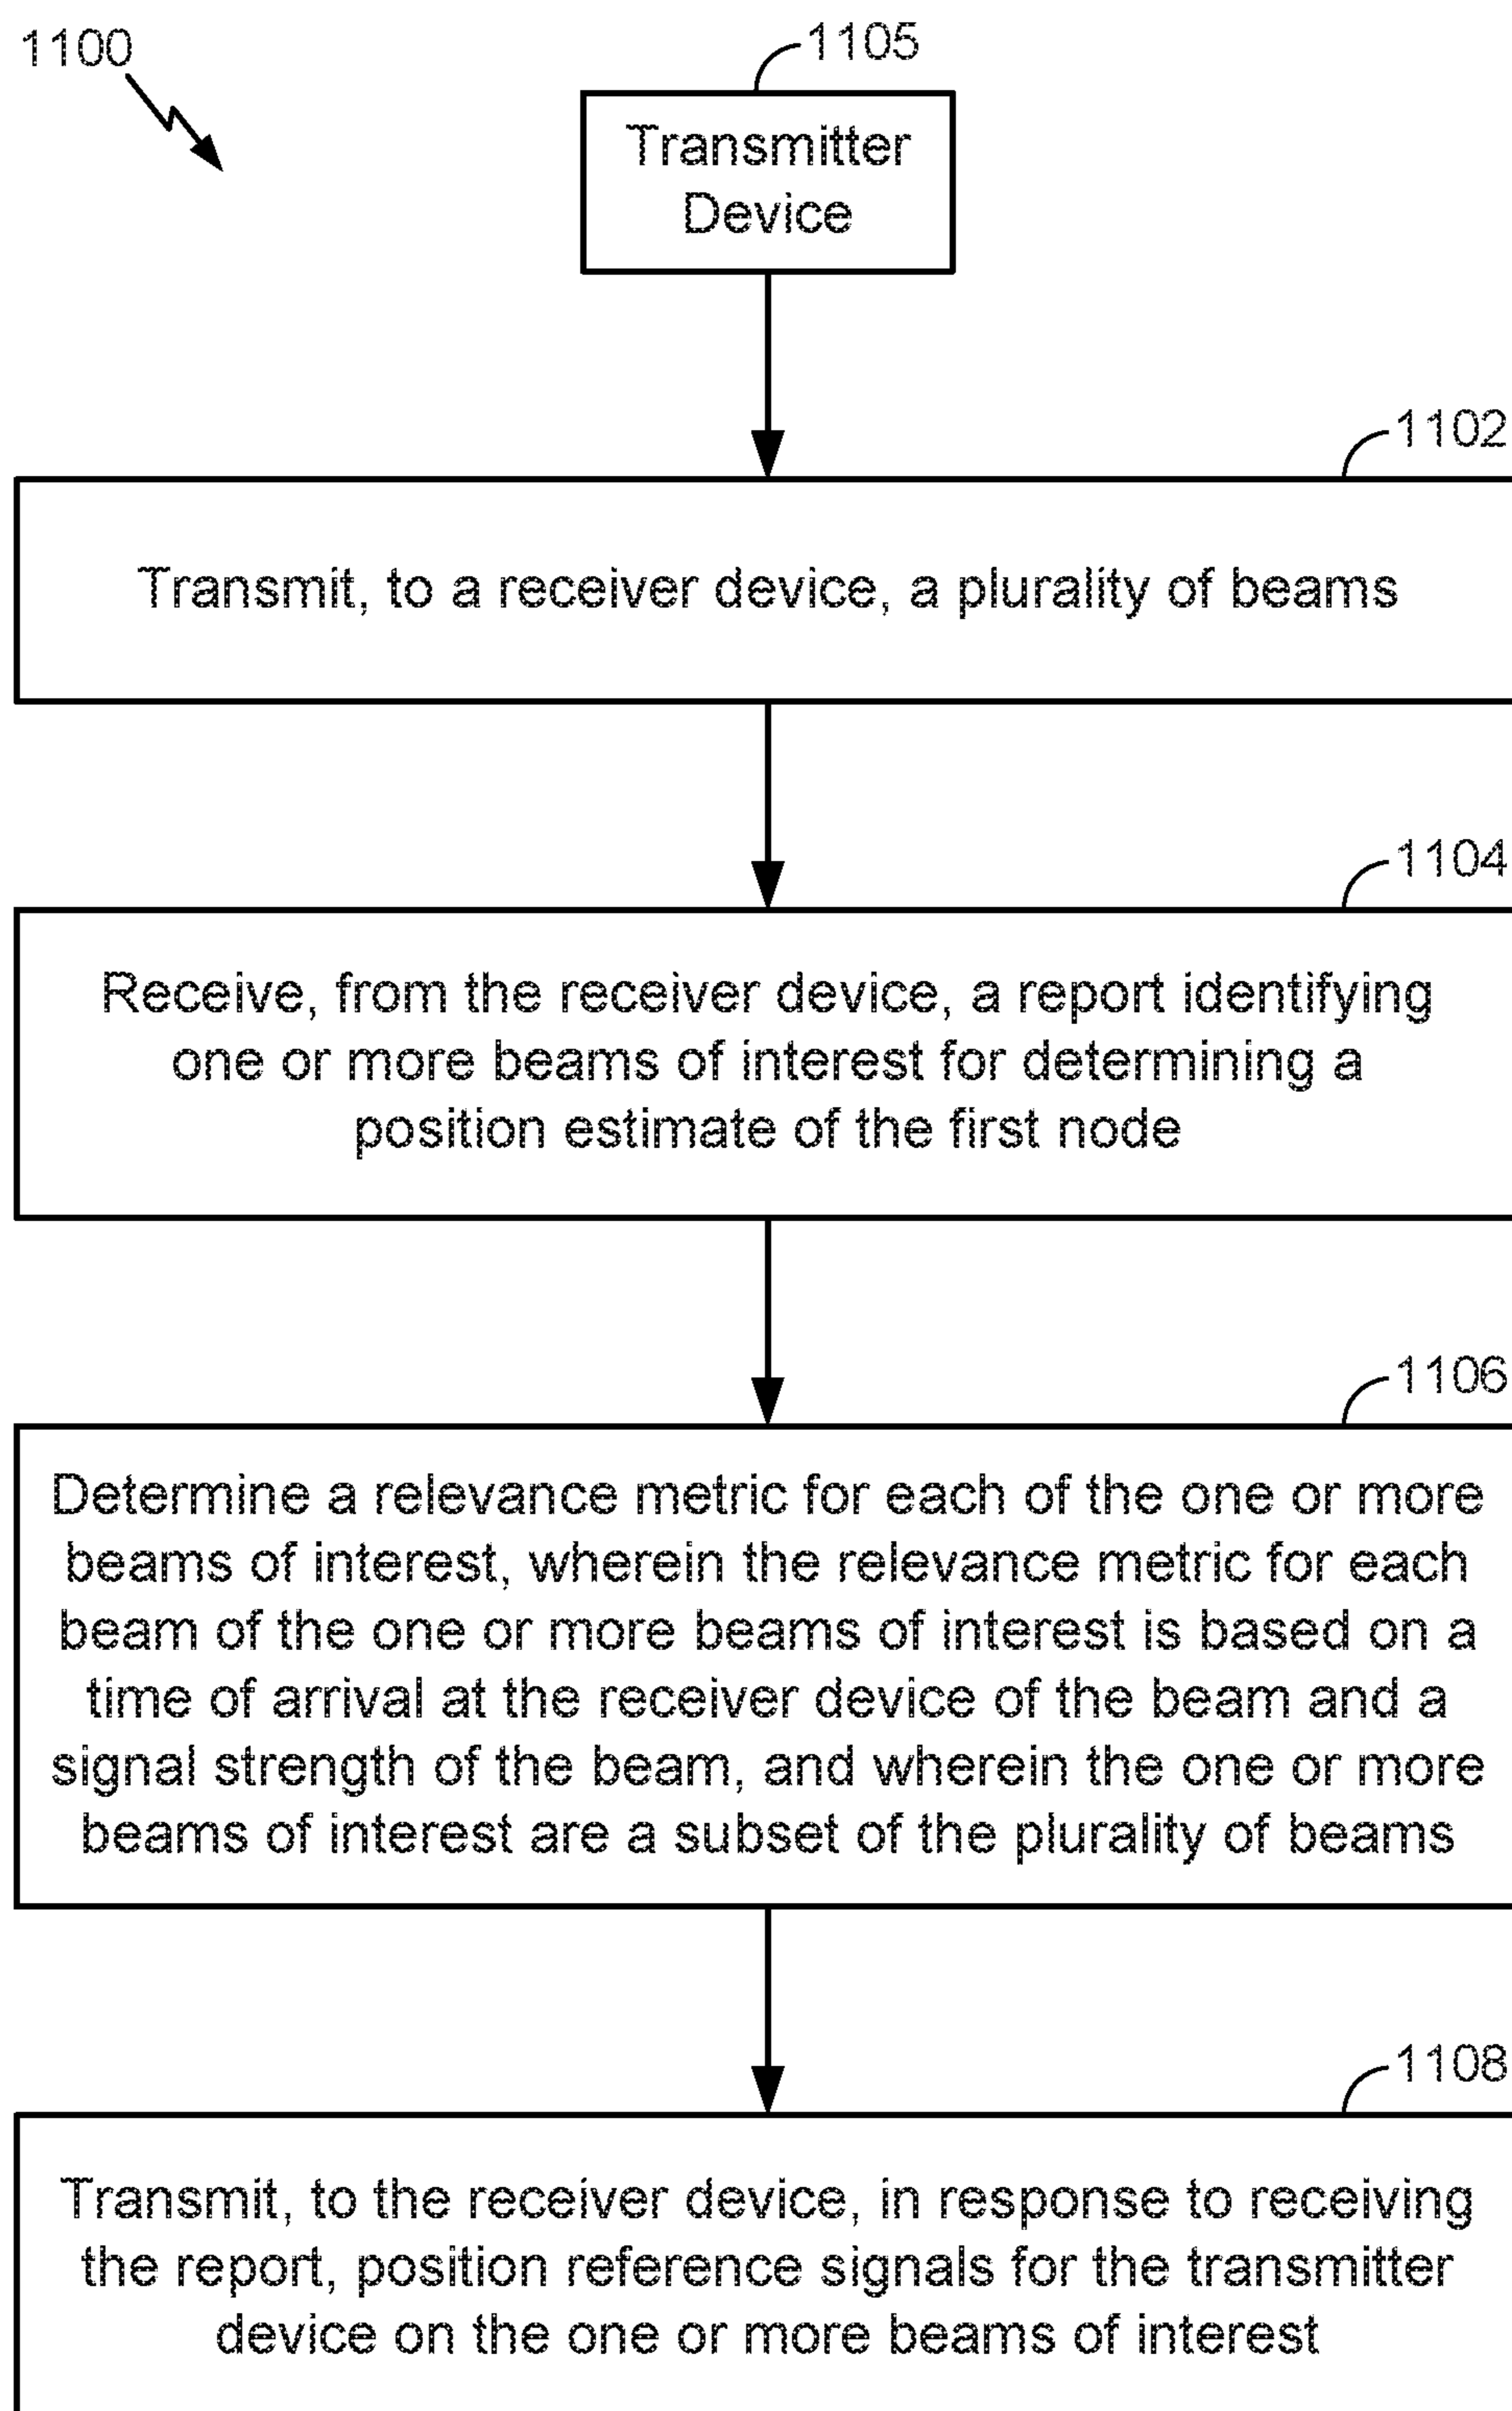 1100
1105
Transmitter
Device
1102
Transmit, to a receiver device, a plurality of beams
1104
Receive, from the receiver device, a report identifying
one or more beams of interest for determining a
position estimate of the first node
1106
Determine a relevance metric for each of the one or more
beams of interest, wherein the relevance metric for each
beam of the one or more beams of interest is based on a
time of arrival at the receiver device of the beam and a
signal strength of the beam, and wherein the one or more
beams of interest are a subset of the plurality of beams
1108
Transmit, to the receiver device, in response to receiving
the report, position reference signals for the transmitter
device on the one or more beams of interest